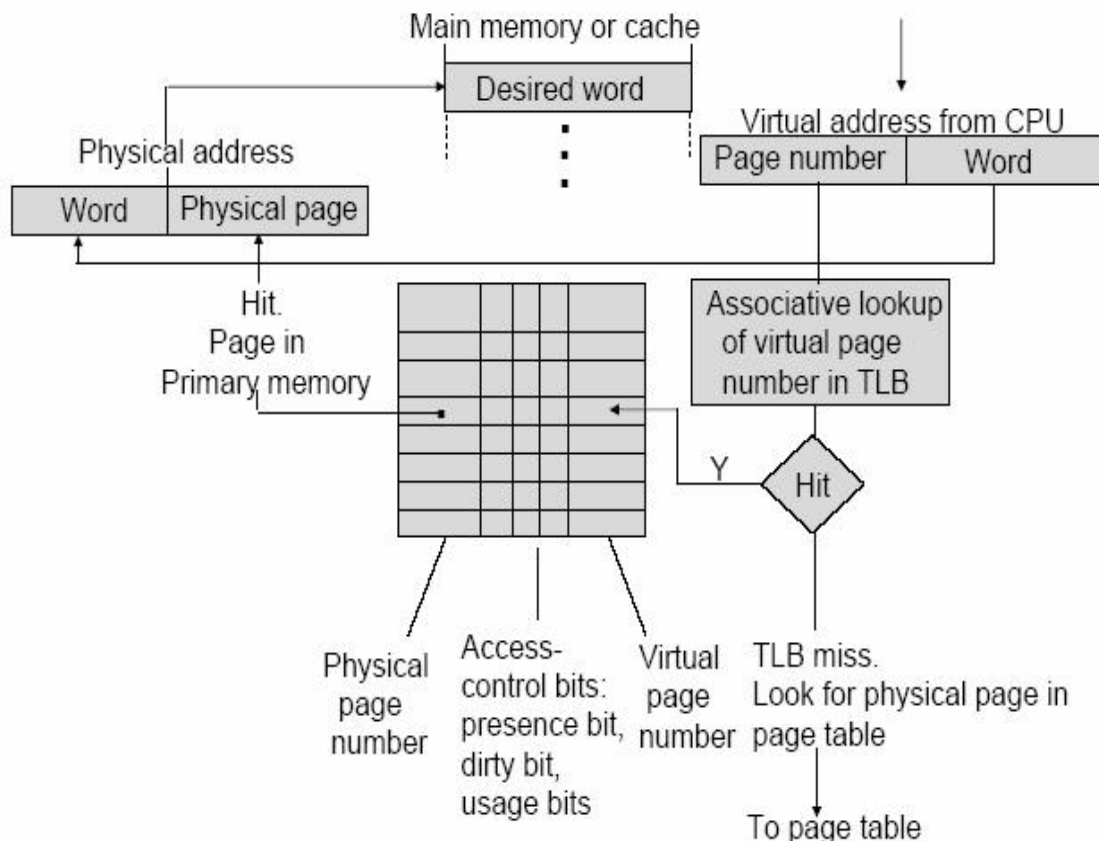 Main memory or cache
Desired word
Virtual address from CPU
Page number
Word
Physical address
Word
Physical page
Hit.
Page in
Primary memory
Associative lookup
of virtual page
number in TLB
Y
Hit
Physical
page
number
Access-
control bits:
presence bit,
dirty bit,
usage bits
Virtual
page
number
TLB miss.
Look for physical page in
page table
To page table